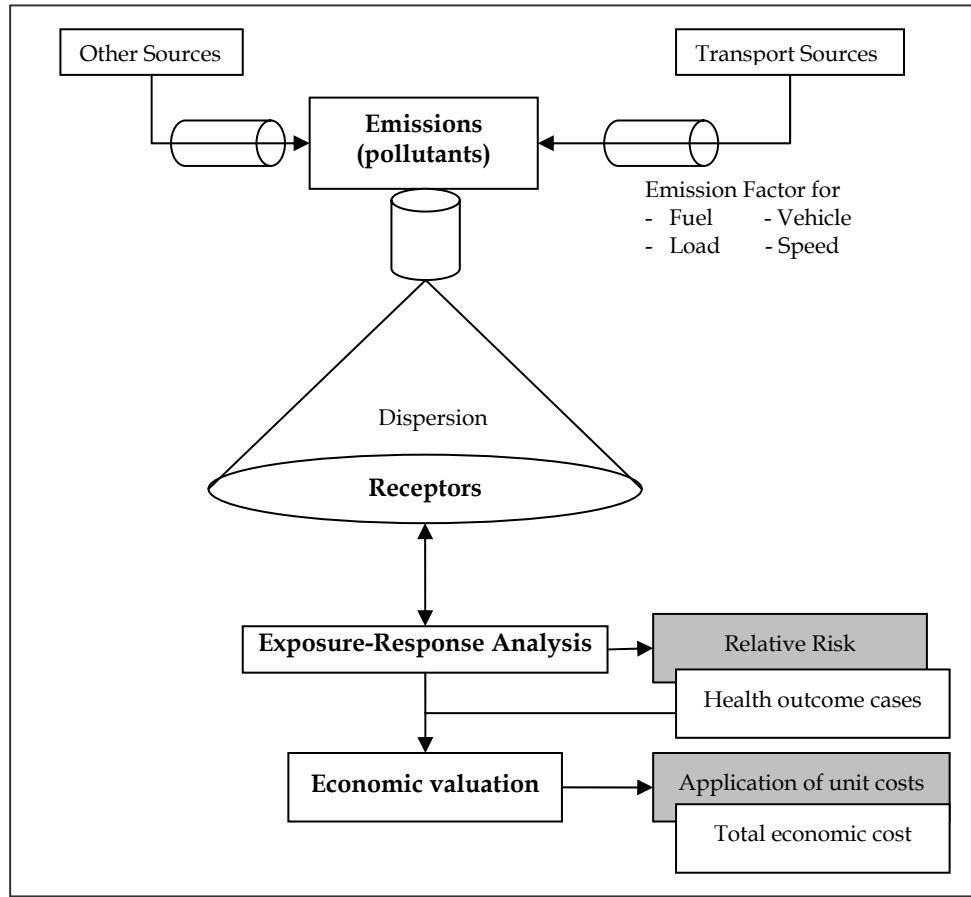 Other Sources
Transport Sources
Emissions
(pollutants)
Emission Factor for
- Fuel - Vehicle
- Load - Speed
Dispersion
Receptors
Exposure-Response Analysis
Relative Risk
Health outcome cases
Economic valuation
Application of unit costs
Total economic cost